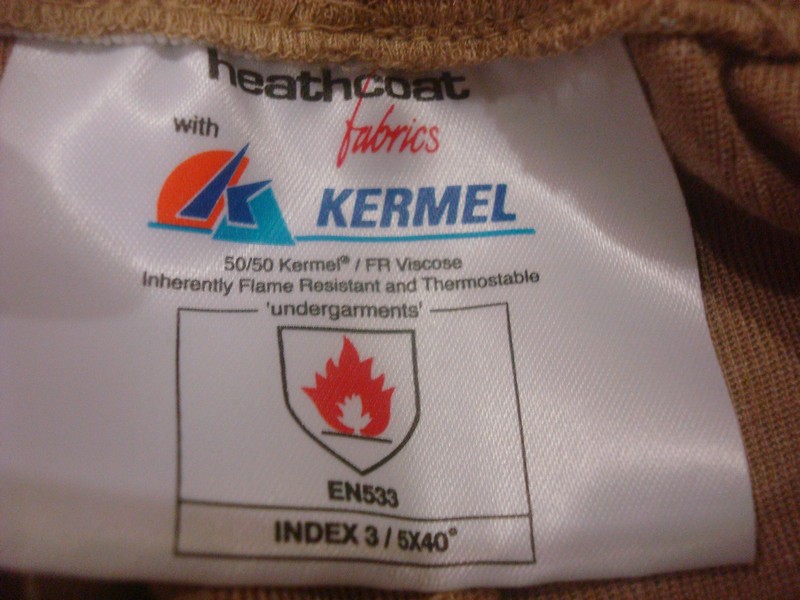 heathcoat
fabrics
with
KERMEL
50/50 Kermel® / FR Viscose
Inherently Flame Resistant and Thermostable
'undergarments'
EN533
INDEX 3 / 5X40°